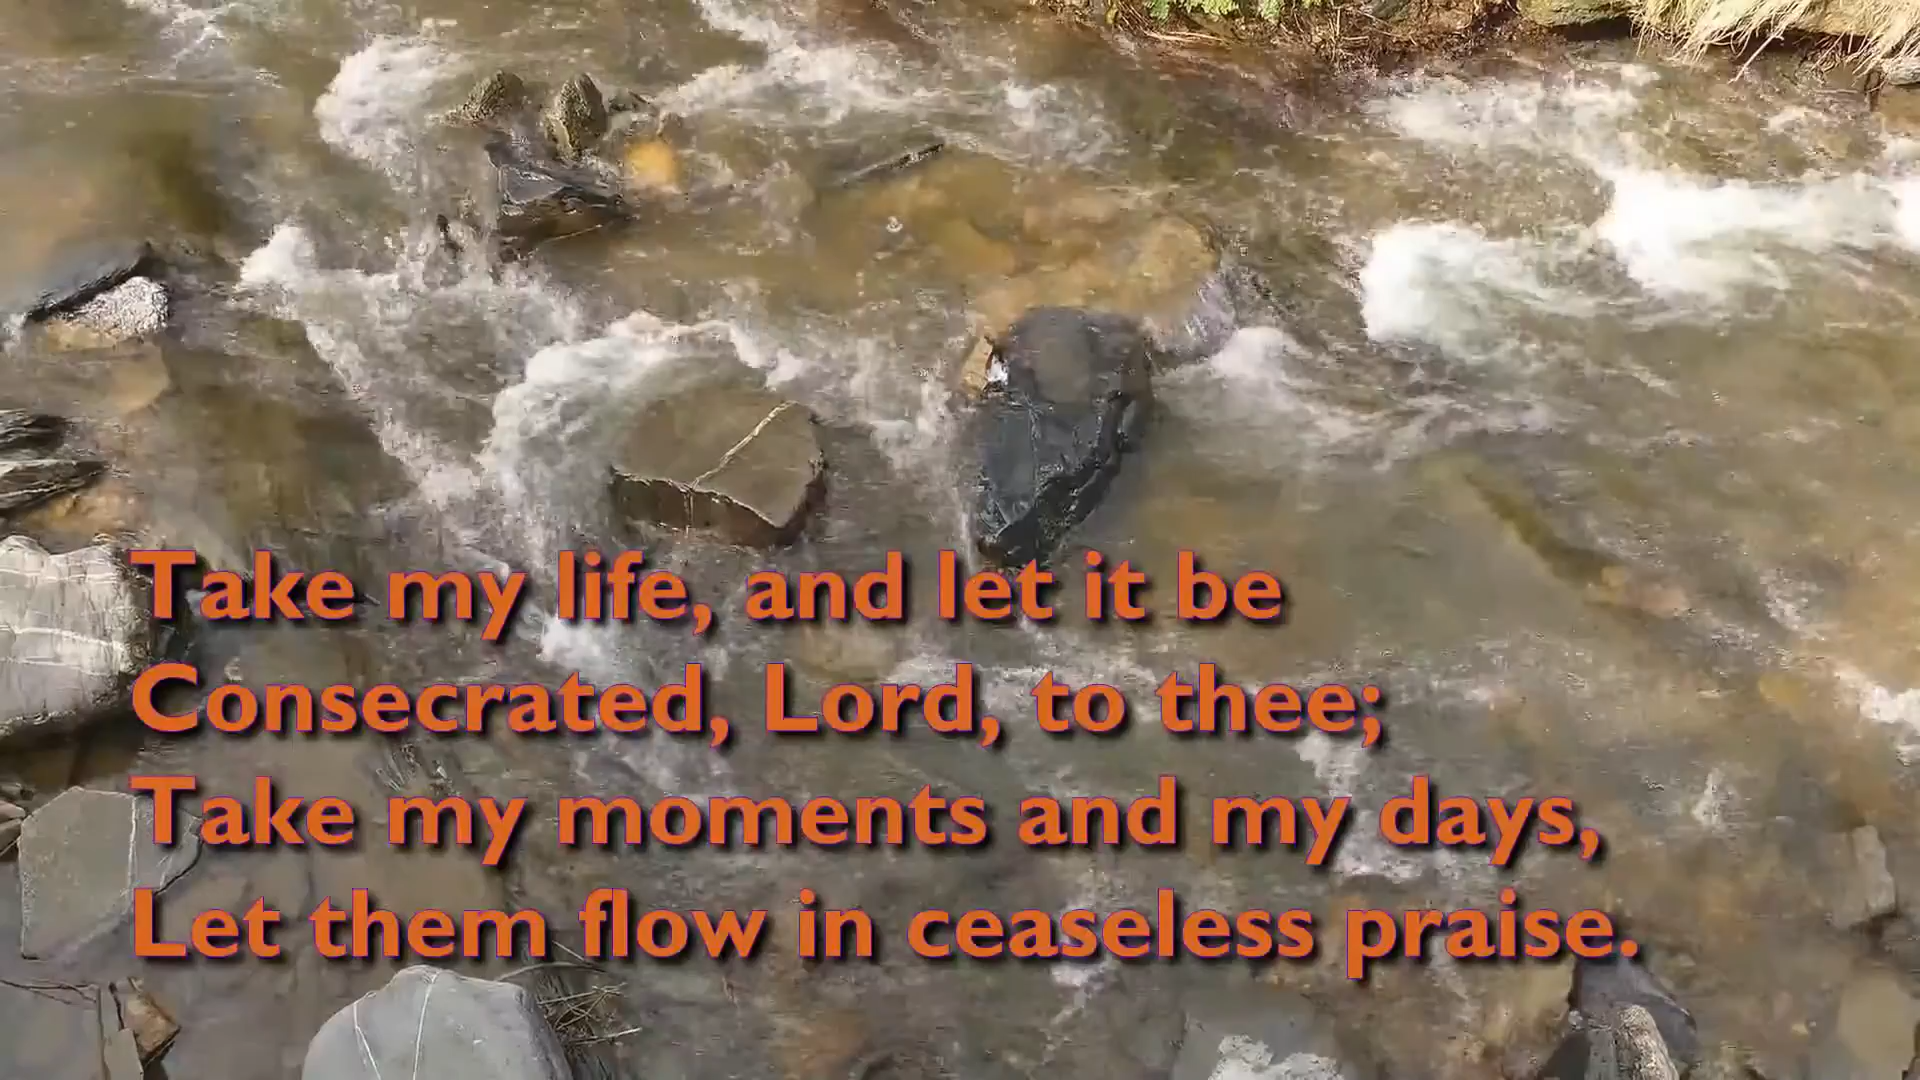 Take my life, and let it be
Consecrated, Lord, to thee;
Take my moments and my days,
Let them flow in ceaseless praise.